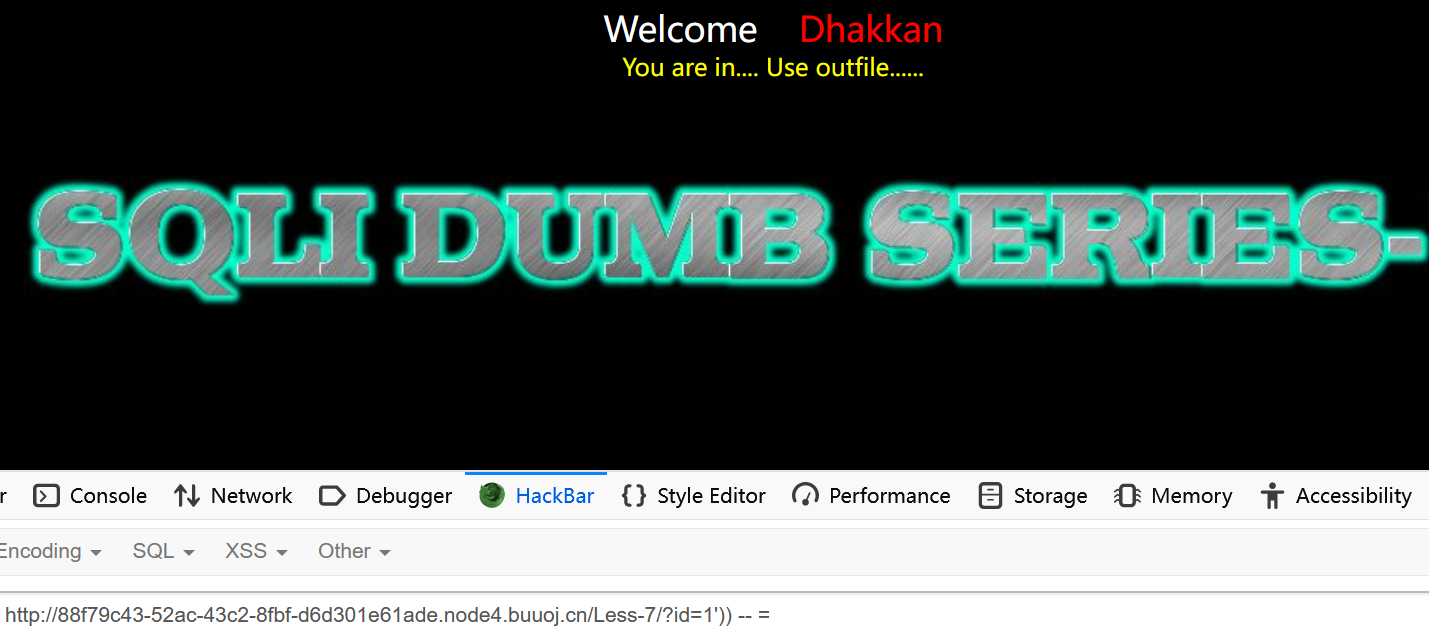 Welcome Dhakkan
You are in.... Use outfile......
SQLI DUMB SERIES-
r Console Network Debugger HackBar Style Editor Performance Storage Memory Accessibility
Encoding SQL XSS Other
http://88f79c43-52ac-43c2-8fbf-d6d301e61ade.node4.buuoj.cn/Less-7/?id=1')) -- =